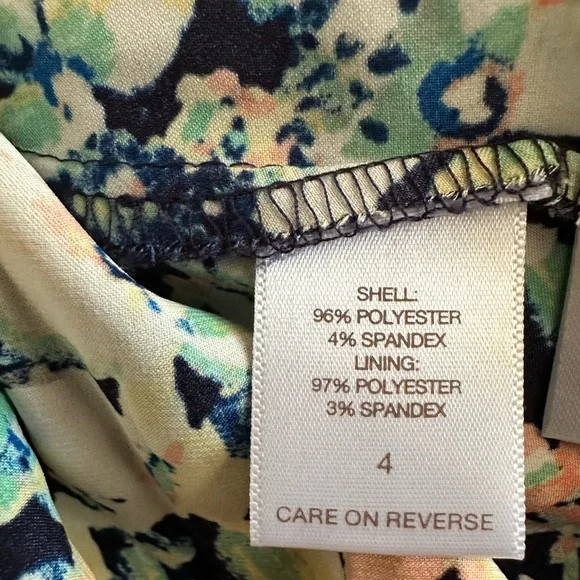 SHELL:
96% POLYESTER
4% SPANDEX
LINING:
97% POLYESTER
3% SPANDEX
4
CARE ON REVERSE